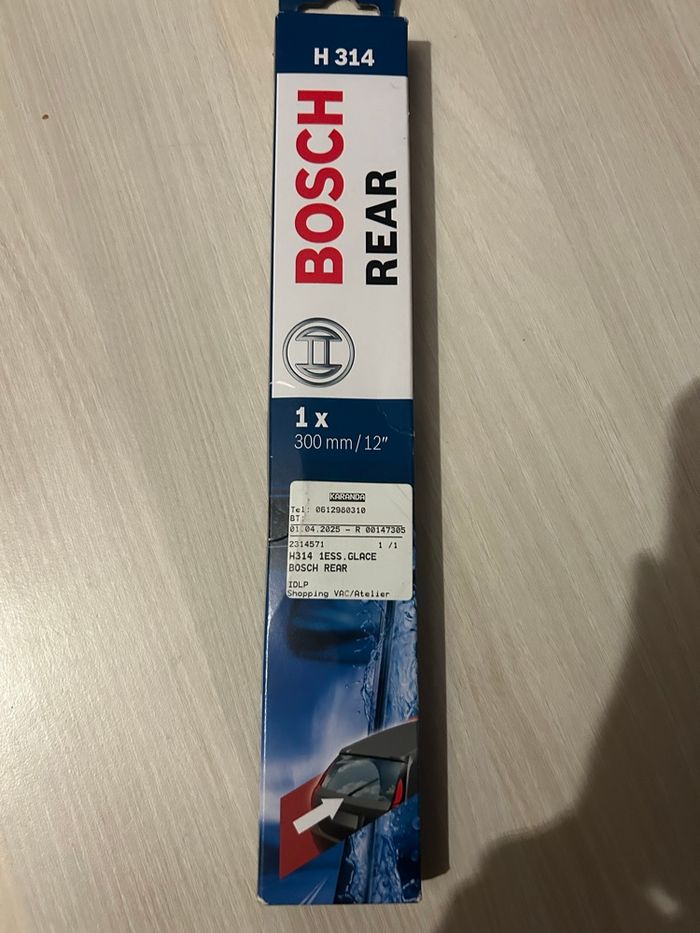 H 314
BOSCH
REAR
1 x
300 mm / 12"
KARANDA
Tel: 0612980310
BT:
01.04.2025 - R 00147305
2314571 1 /1
H314 1ESS.GLACE
BOSCH REAR
IDLP
Shopping VAC/Atelier